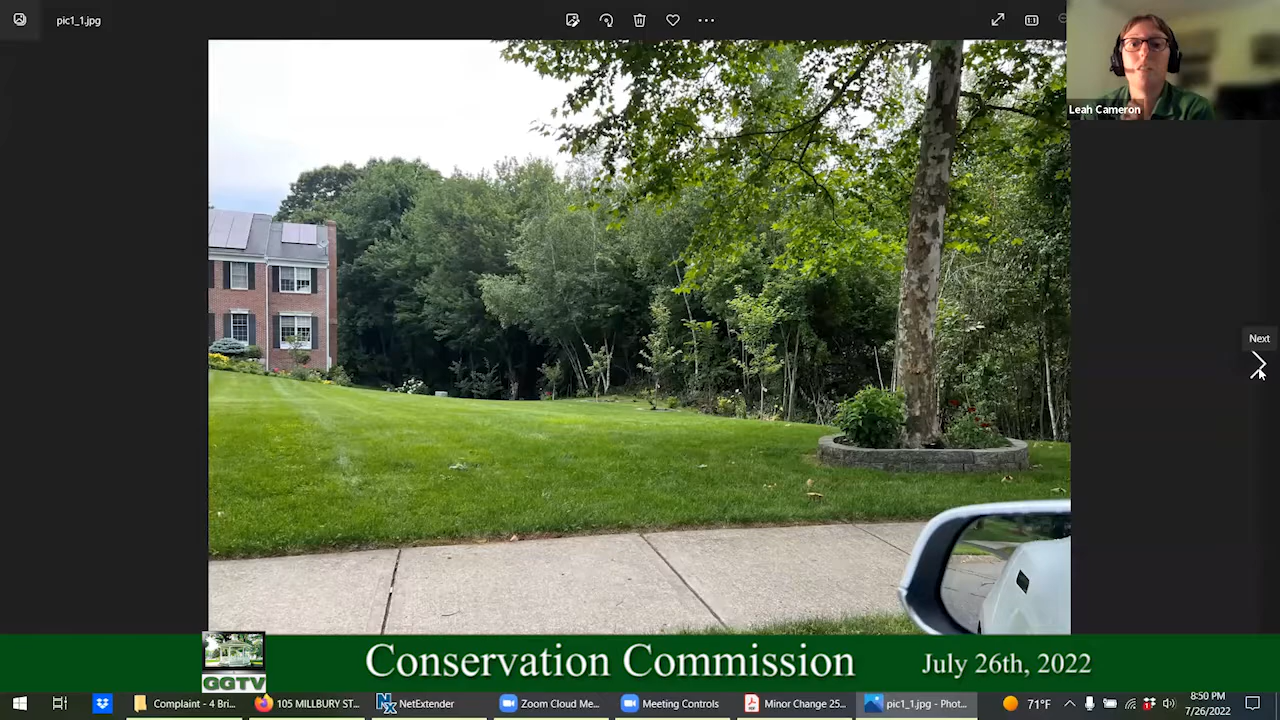 pic1_1.jpg
Leah Cameron
Next
Conservation Commission
July 26th, 2022
GGTV
Complaint - 4 Bri...
105 MILLBURY ST...
NetExtender
Zoom Cloud Me...
Meeting Controls
Minor Change 25...
pic1_1.jpg - Phot...
71°F
8:50 PM
7/26/2022